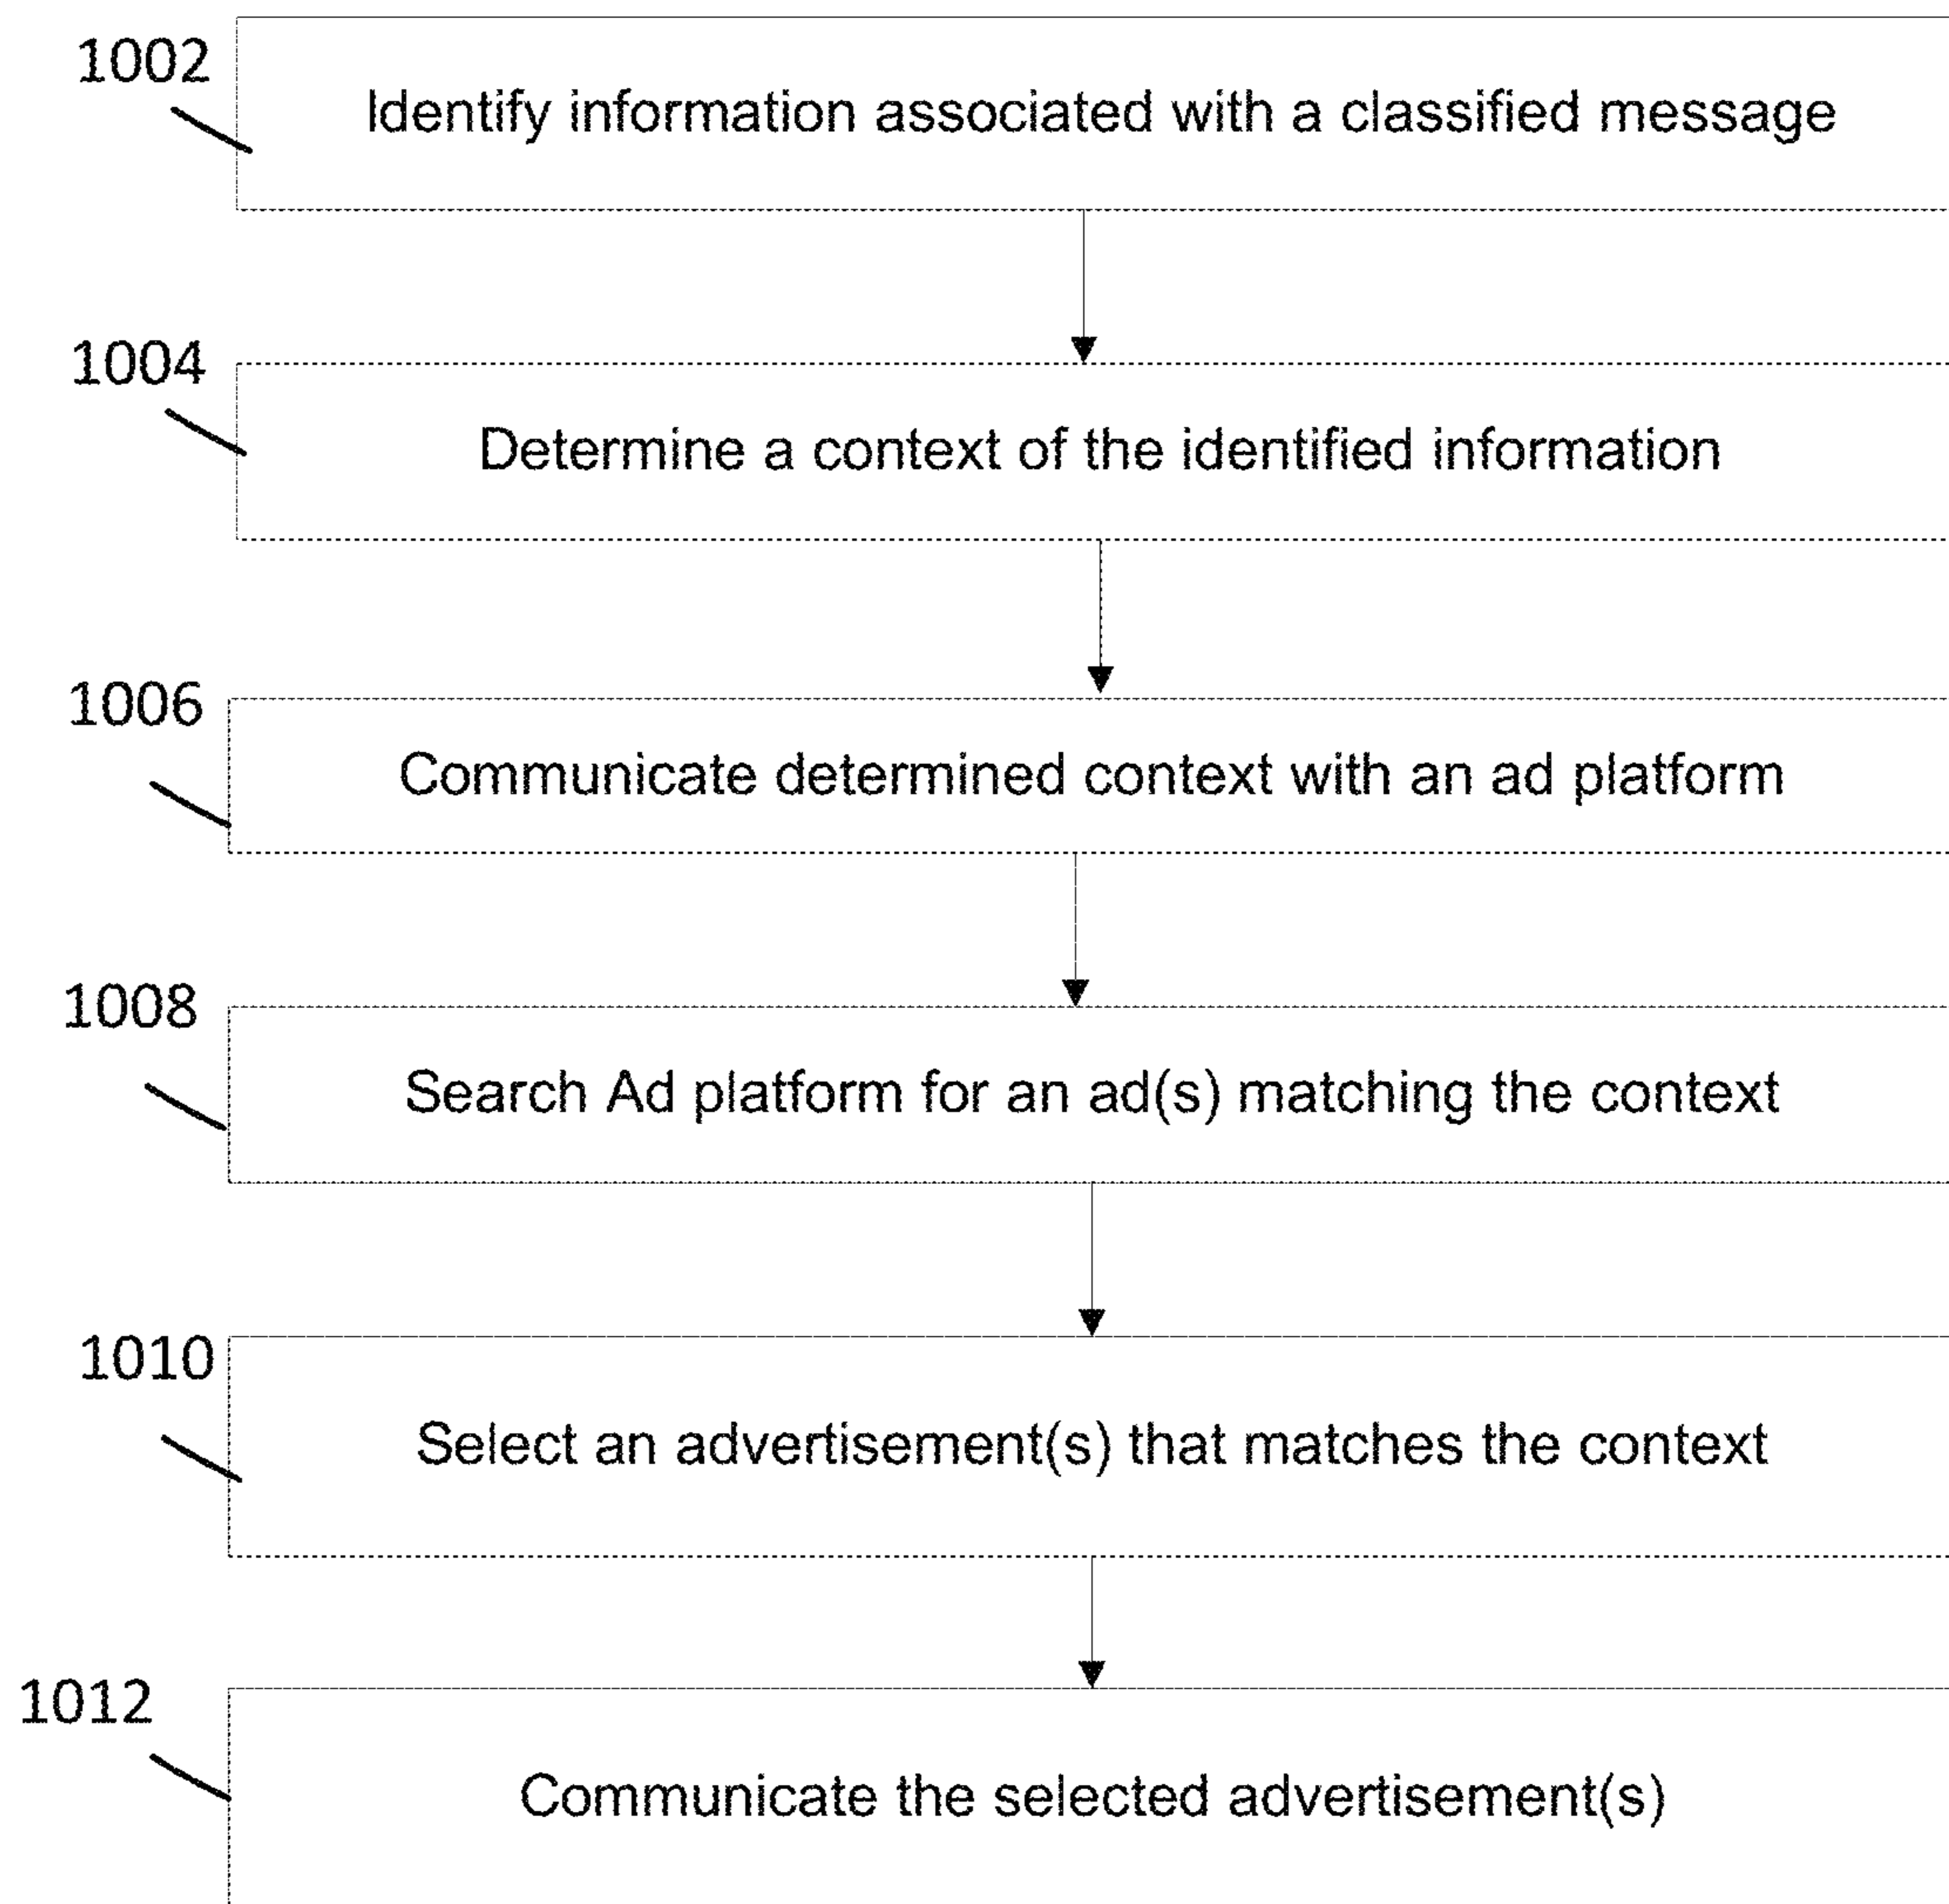 1002
Identify information associated with a classified message
1004
Determine a context of the identified information
1006
Communicate determined context with an ad platform
1008
Search Ad platform for an ad(s) matching the context
1010
Select an advertisement(s) that matches the context
1012
Communicate the selected advertisement(s)